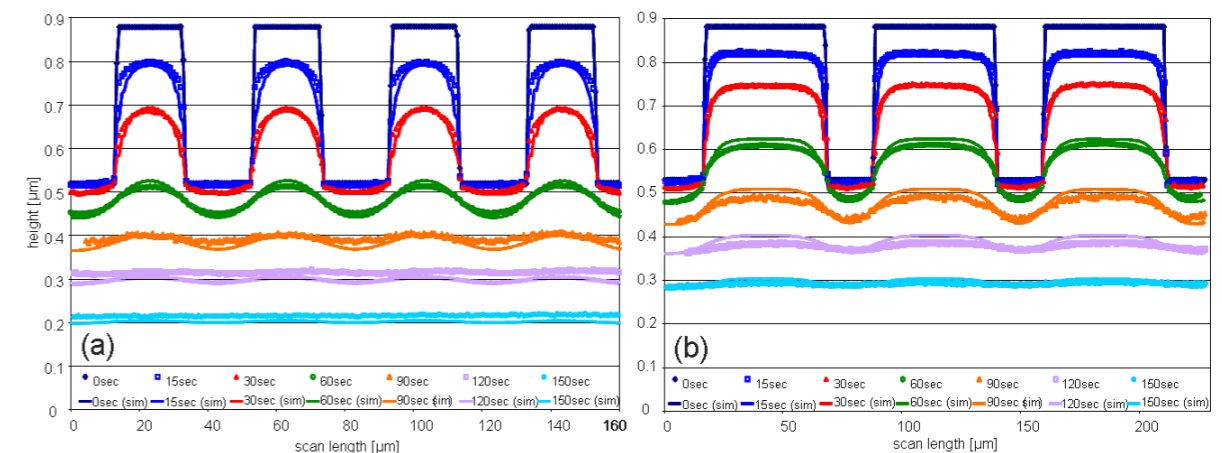 0.9
0.8
0.7
0.6
0.5
0.4
0.3
0.2
0.1
0
height [µm]
(a)
0sec 15sec 30sec 60sec 90sec 120sec 150sec
0sec (sim) 15sec (sim) 30sec (sim) 60sec (sim) 90sec (sim) 120sec (sim) 150sec (sim)
0 20 40 60 80 100 120 140 160
scan length [µm]
0.9
0.8
0.7
0.6
0.5
0.4
0.3
0.2
0.1
0
(b)
0sec 15sec 30sec 60sec 90sec 120sec 150sec
0sec (sim) 15sec (sim) 30sec (sim) 60sec (sim) 90sec (sim) 120sec (sim) 150sec (sim)
0 50 100 150 200
scan length [µm]